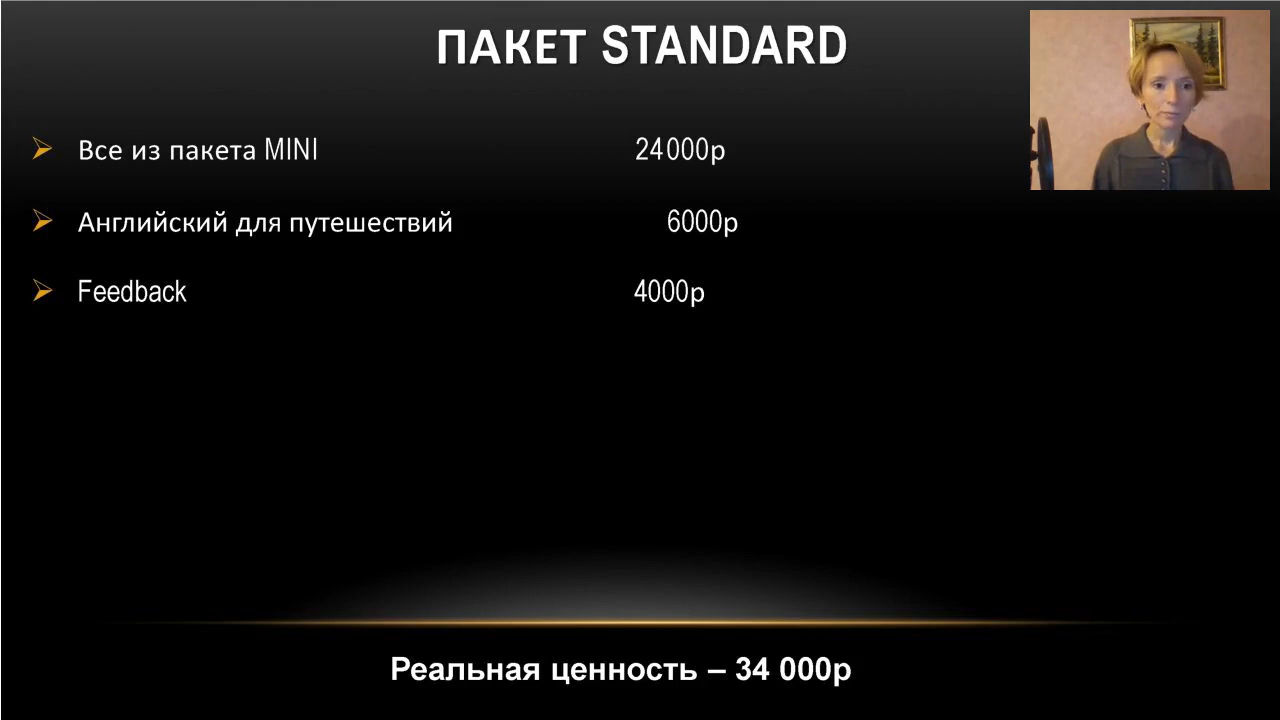 ПАКЕТ STANDARD
Все из пакета MINI 24000р
Английский для путешествий 6000р
Feedback 4000р
Реальная ценность – 34 000р